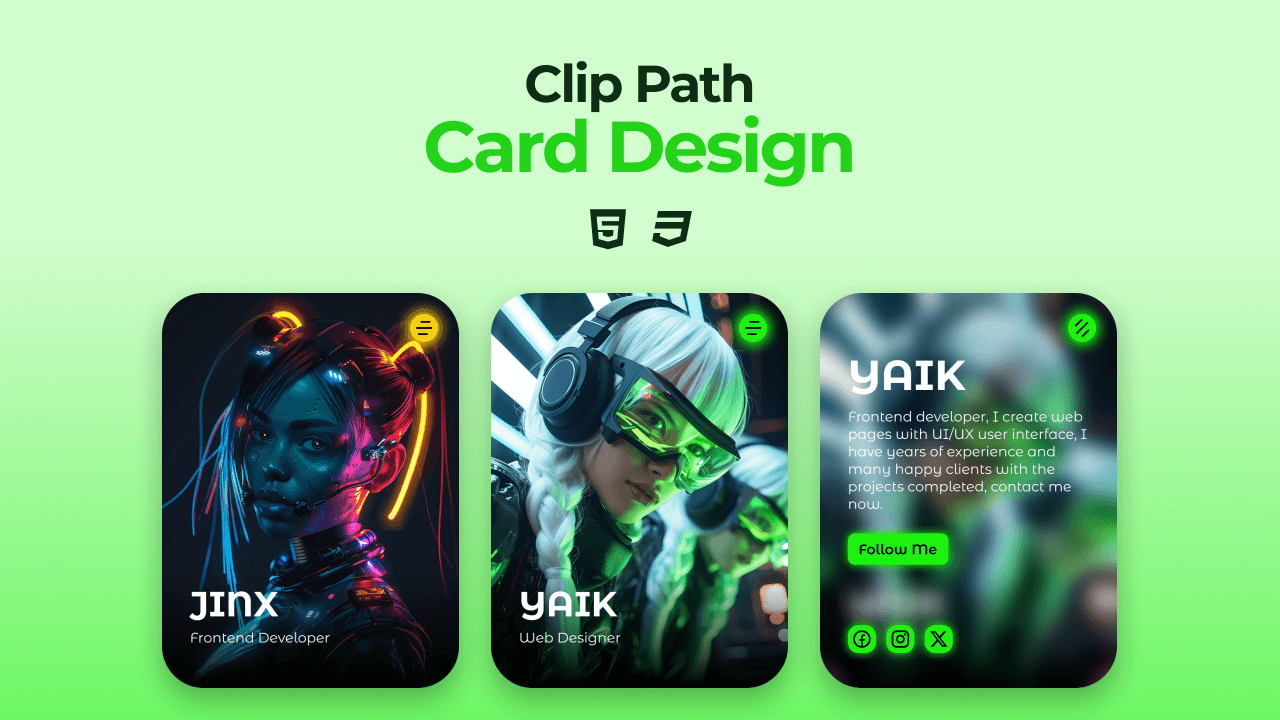 Clip Path
Card Design
JINX
Frontend Developer
YAIK
Web Designer
YAIK
Frontend developer, I create web
pages with UI/UX user interface, I
have years of experience and
many happy clients with the
projects completed, contact me
now.
Follow Me